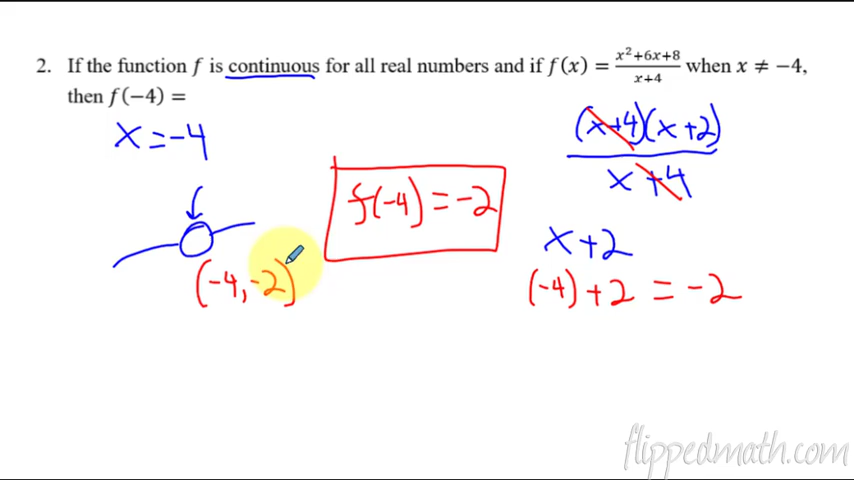 2. If the function f is continuous for all real numbers and if f(x) = x²+6x+8 / x+4 when x ≠ −4,
then f(−4) =
x = -4
(x+4)(x+2)
x+4
f(-4) = -2
x+2
(-4, -2)
(-4) + 2 = -2
flippedmath.com